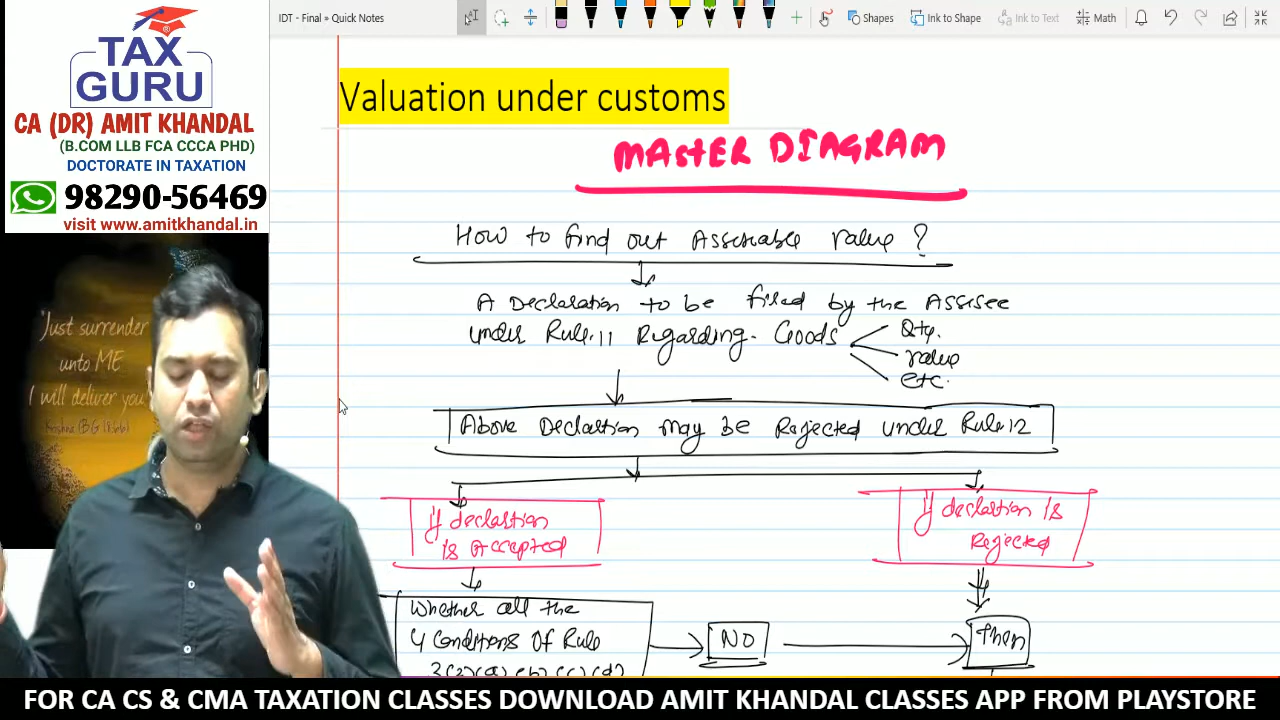 IDT - Final » Quick Notes
Shapes
Ink to Shape
Ink to Text
Math
TAX
GURU
CA (DR) AMIT KHANDAL
(B.COM LLB FCA CCCA PHD)
DOCTORATE IN TAXATION
98290-56469
visit www.amitkhandal.in
"Just surrender
unto ME
I will deliver you
Valuation under customs
MASTER DIAGRAM
How to find out Assessable value?
A Declaration to be filed by the Assessee
under Rule.11 Regarding. Goods
Qty.
value
etc.
Above Declartion may be Rejected under Rule 12
if declartion
is Accepted
if declartion is
Rejected
Whether all the
4 conditions of Rule
3(2)(a)(b)(c)(d)
NO
Then
FOR CA CS & CMA TAXATION CLASSES DOWNLOAD AMIT KHANDAL CLASSES APP FROM PLAYSTORE